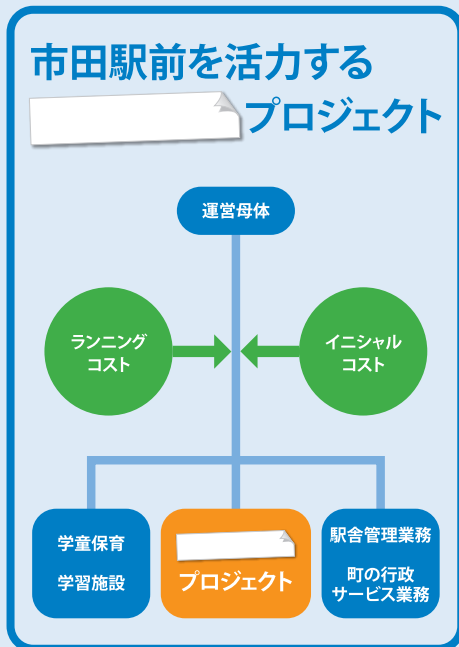 市田駅前を活力する
プロジェクト
運営母体
ランニング
コスト
イニシャル
コスト
学童保育
学習施設
プロジェクト
駅舎管理業務
町の行政
サービス業務